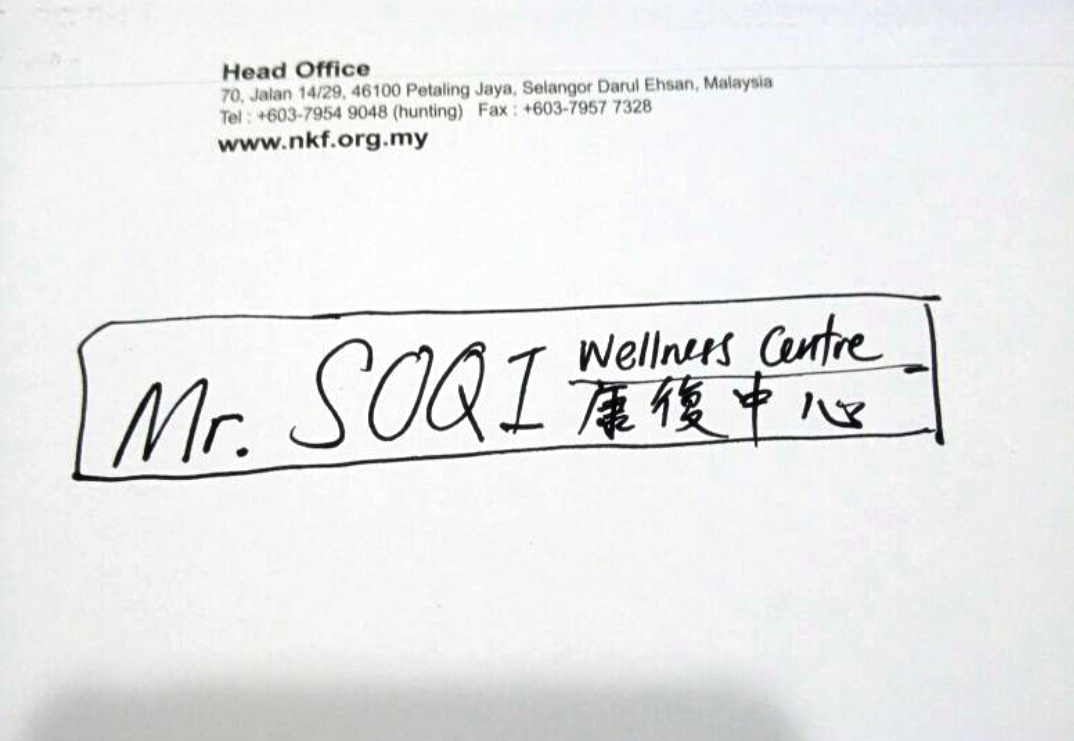 Head Office
70, Jalan 14/29, 46100 Petaling Jaya, Selangor Darul Ehsan, Malaysia
Tel : +603-7954 9048 (hunting) Fax : +603-7957 7328
www.nkf.org.my
Mr. SOQI Wellness Centre
康復中心